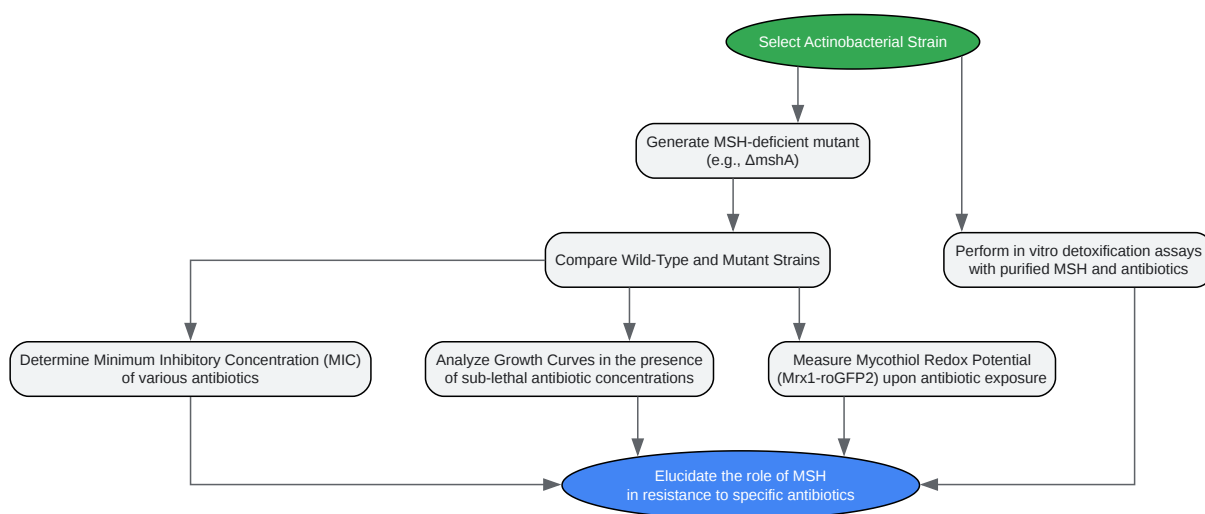 Select Actinobacterial Strain
Generate MSH-deficient mutant
(e.g., ΔmshA)
Compare Wild-Type and Mutant Strains
Perform in vitro detoxification assays
with purified MSH and antibiotics
Determine Minimum Inhibitory Concentration (MIC)
of various antibiotics
Analyze Growth Curves in the presence
of sub-lethal antibiotic concentrations
Measure Mycothiol Redox Potential
(Mrx1-roGFP2) upon antibiotic exposure
Elucidate the role of MSH
in resistance to specific antibiotics